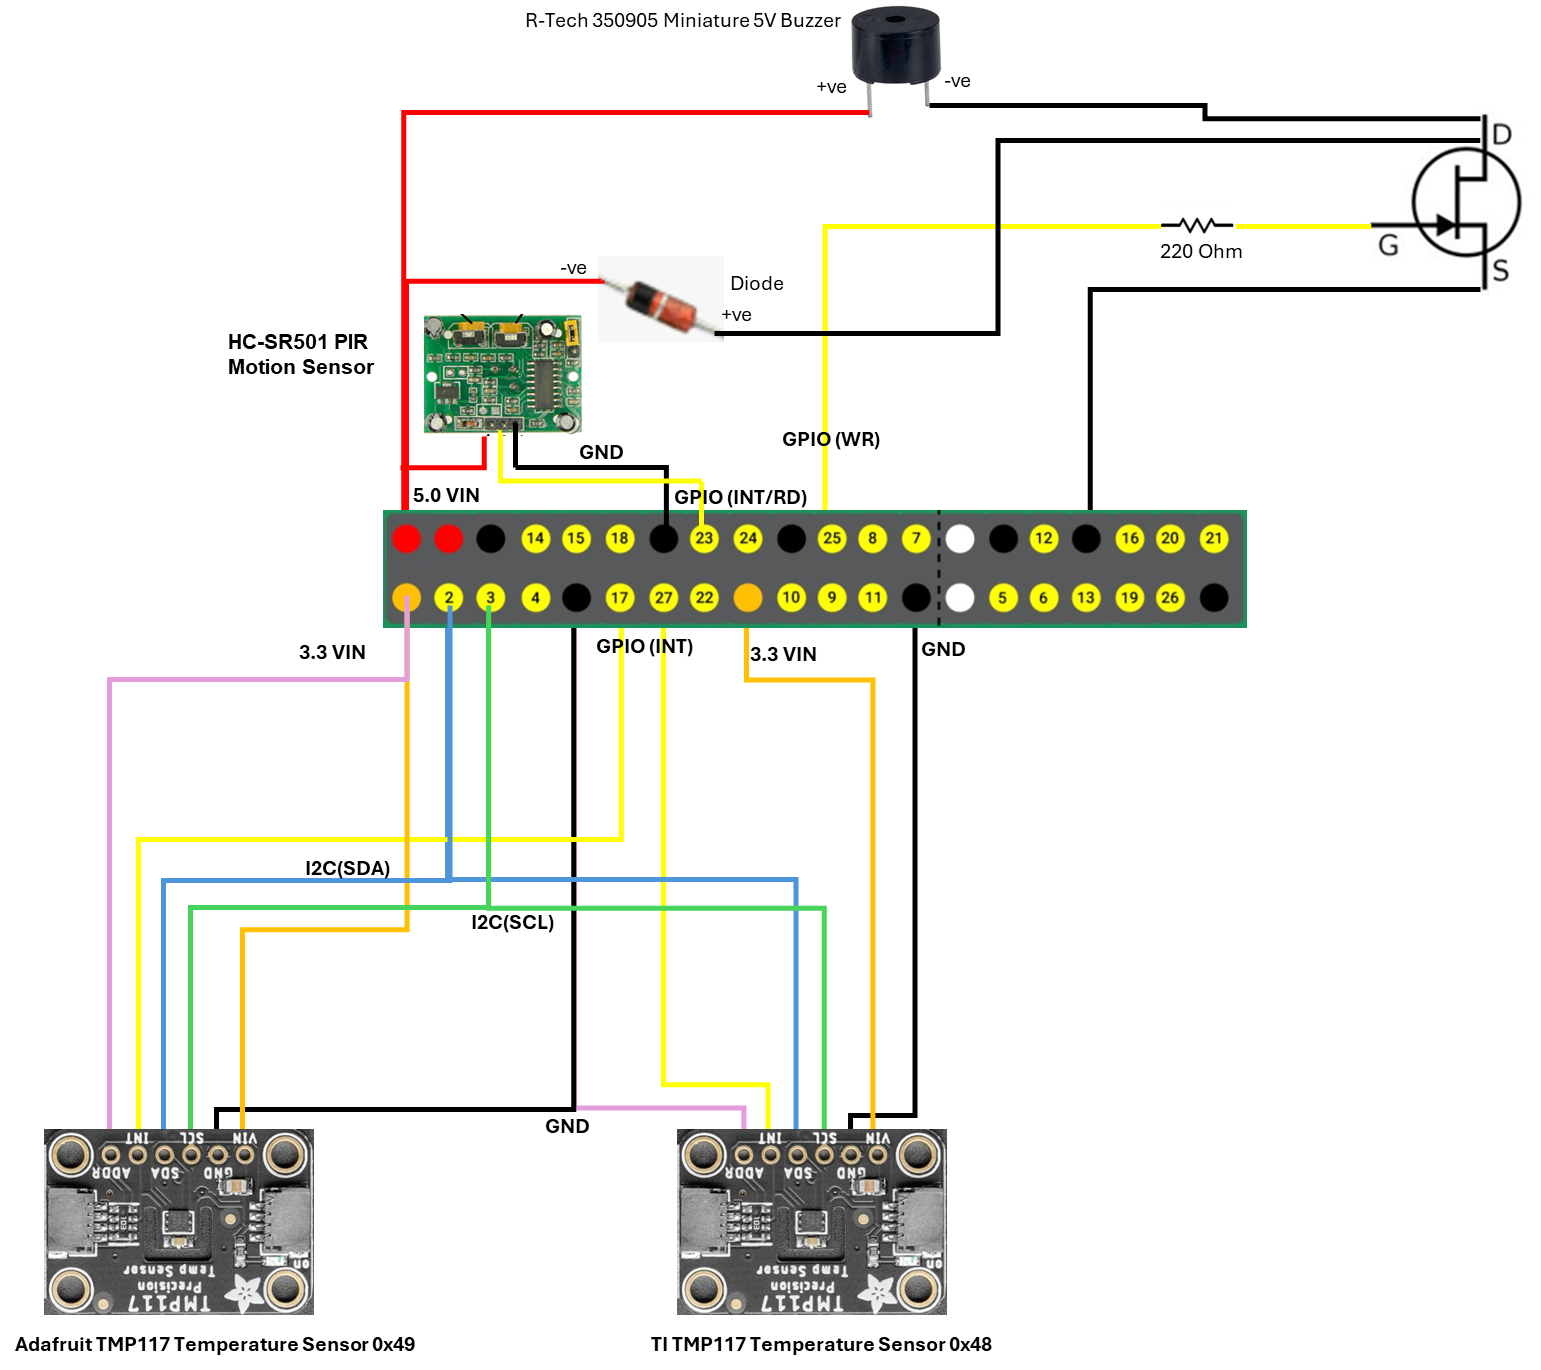 R-Tech 350905 Miniature 5V Buzzer
+ve
-ve
D
G
S
220 Ohm
-ve
Diode
+ve
HC-SR501 PIR
Motion Sensor
GND
GPIO (WR)
5.0 VIN
GPIO (INT/RD)
14 15 18 23 24 25 8 7 12 16 20 21
2 3 4 17 27 22 10 9 11 5 6 13 19 26
3.3 VIN
GPIO (INT)
3.3 VIN
GND
I2C(SDA)
I2C(SCL)
GND
INT SCL VIN
ADDR SDA GND
on
Temp Sensor
Precision
TMP117
INT SCL VIN
ADDR SDA GND
on
Temp Sensor
Precision
TMP117
Adafruit TMP117 Temperature Sensor 0x49
TI TMP117 Temperature Sensor 0x48